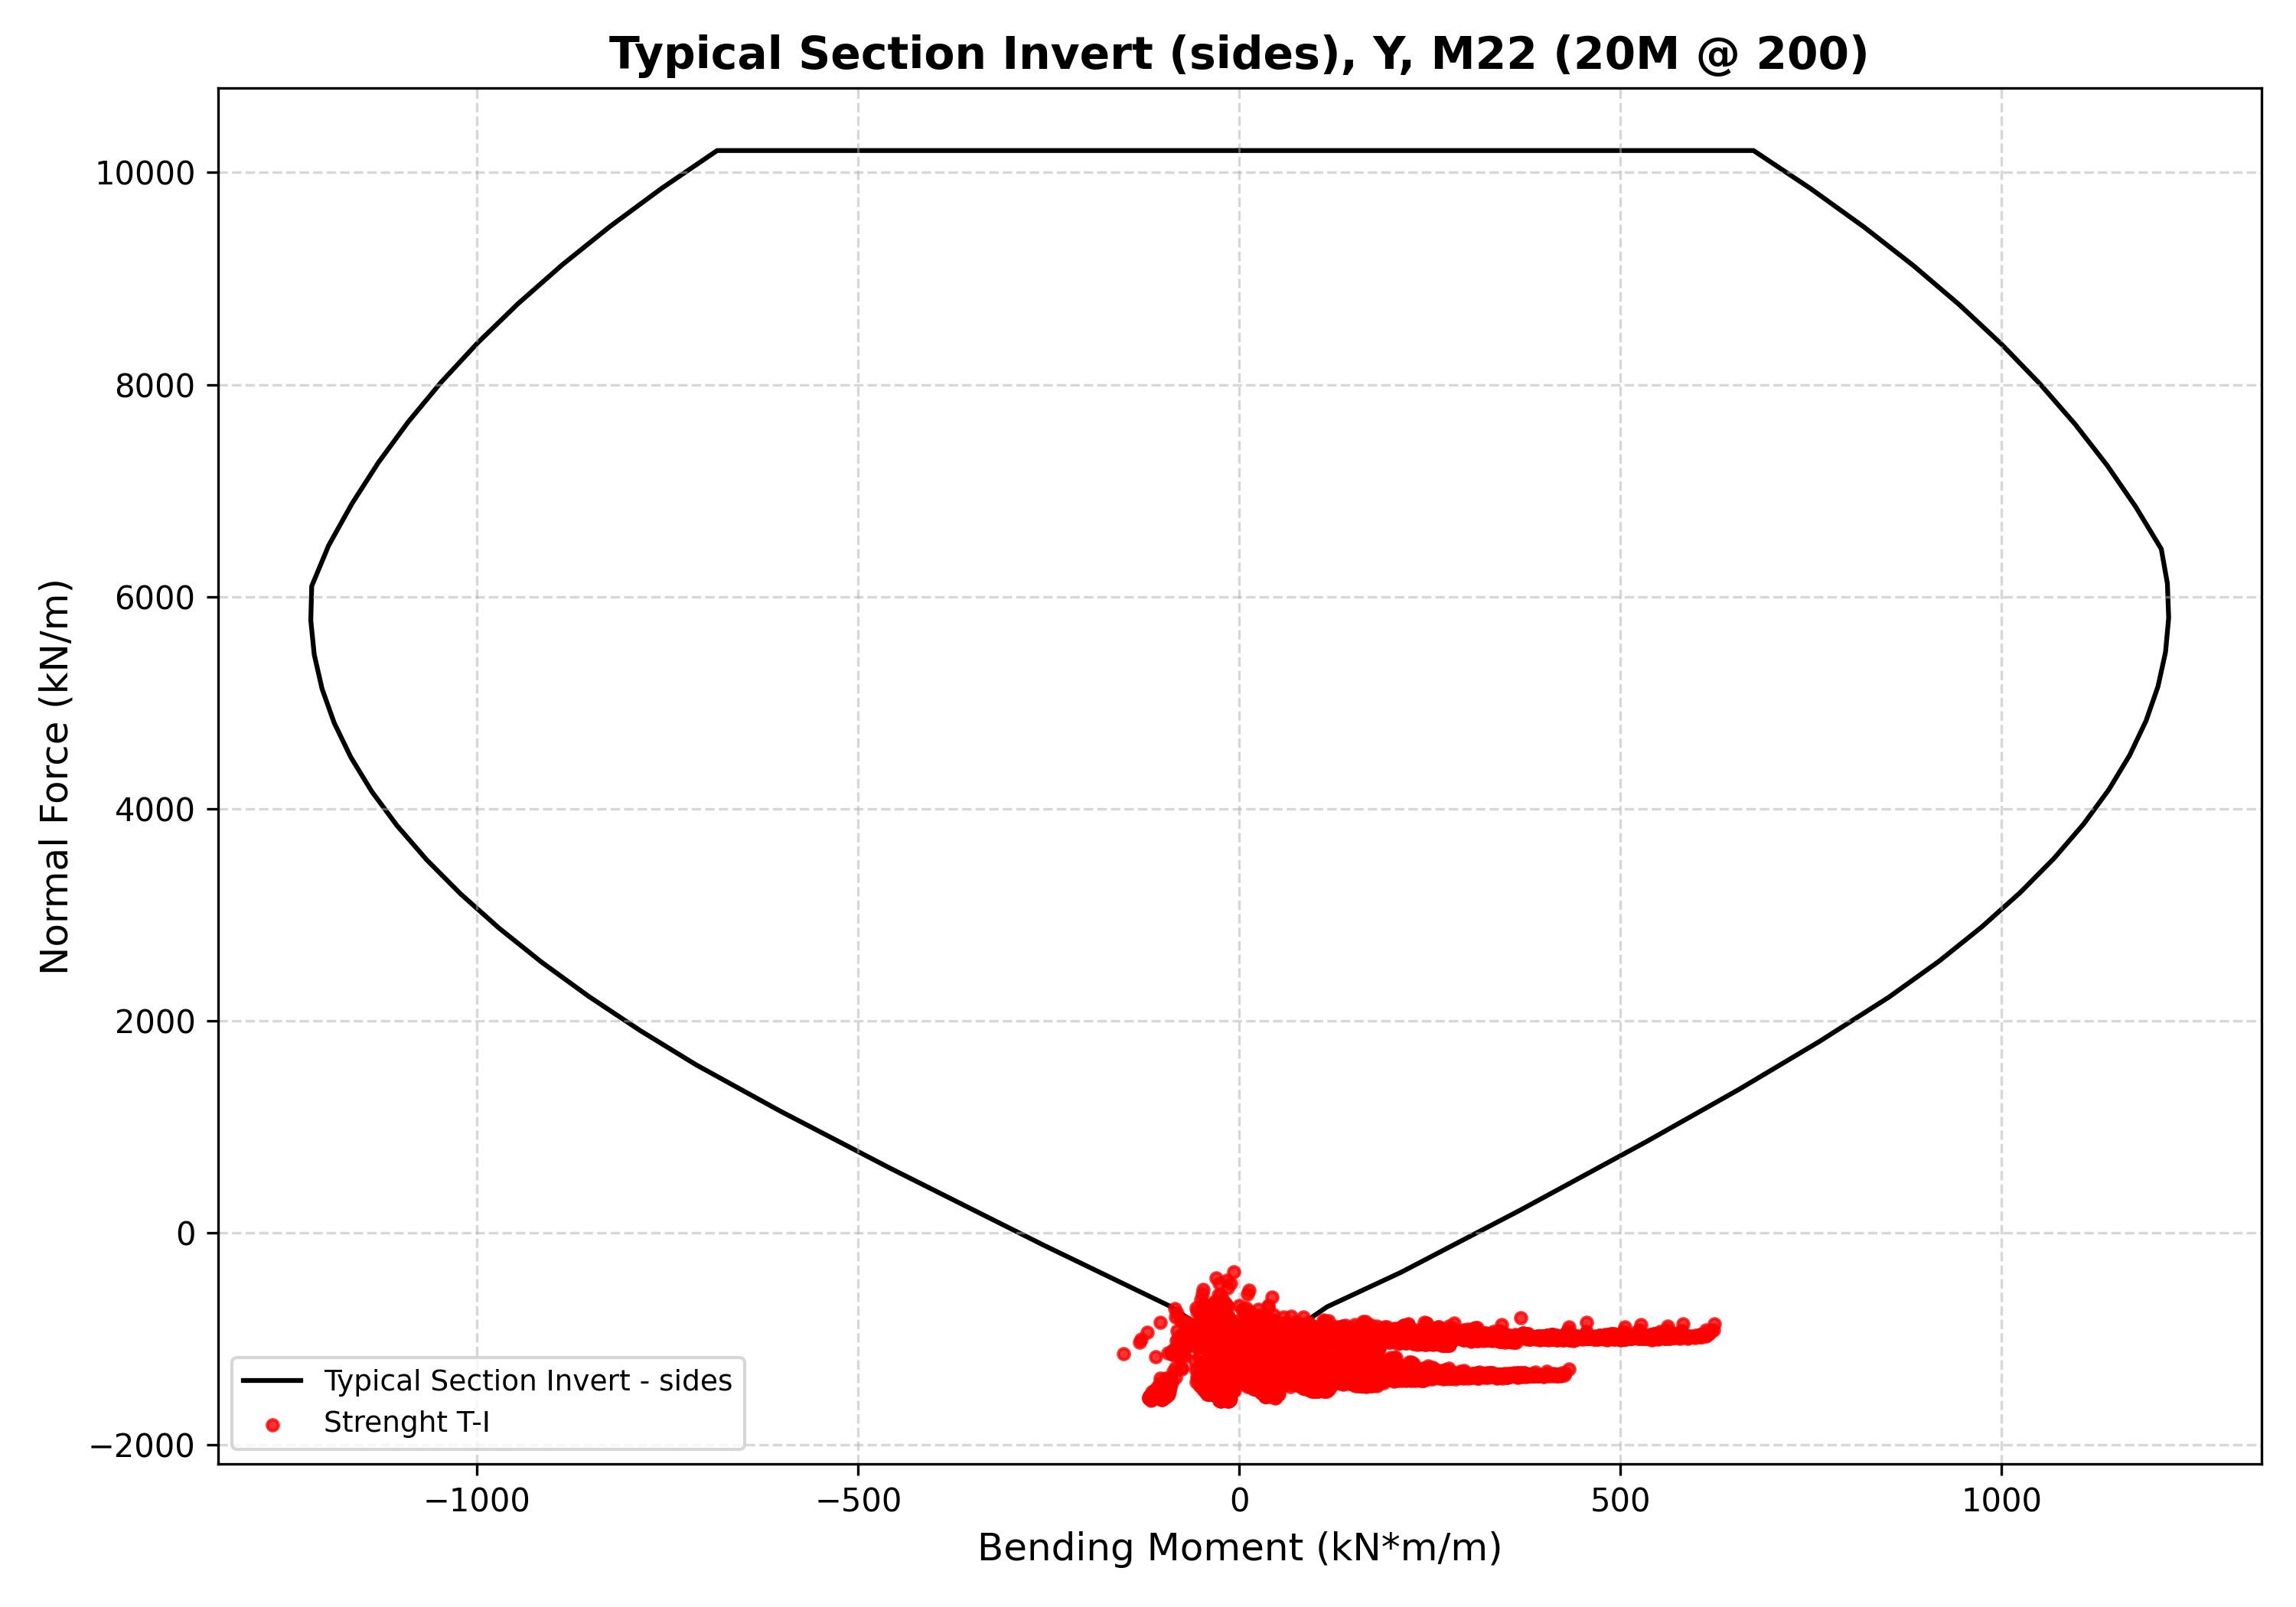 Typical Section Invert (sides), Y, M22 (20M @ 200)
Normal Force (kN/m)
10000
8000
6000
4000
2000
0
−2000
Typical Section Invert - sides
Strenght T-I
−1000
−500
0
500
1000
Bending Moment (kN*m/m)